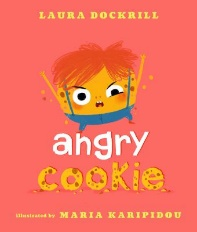 LAURA DOCKRILL
angry
cookie
illustrated by MARIA KARIPIDOU